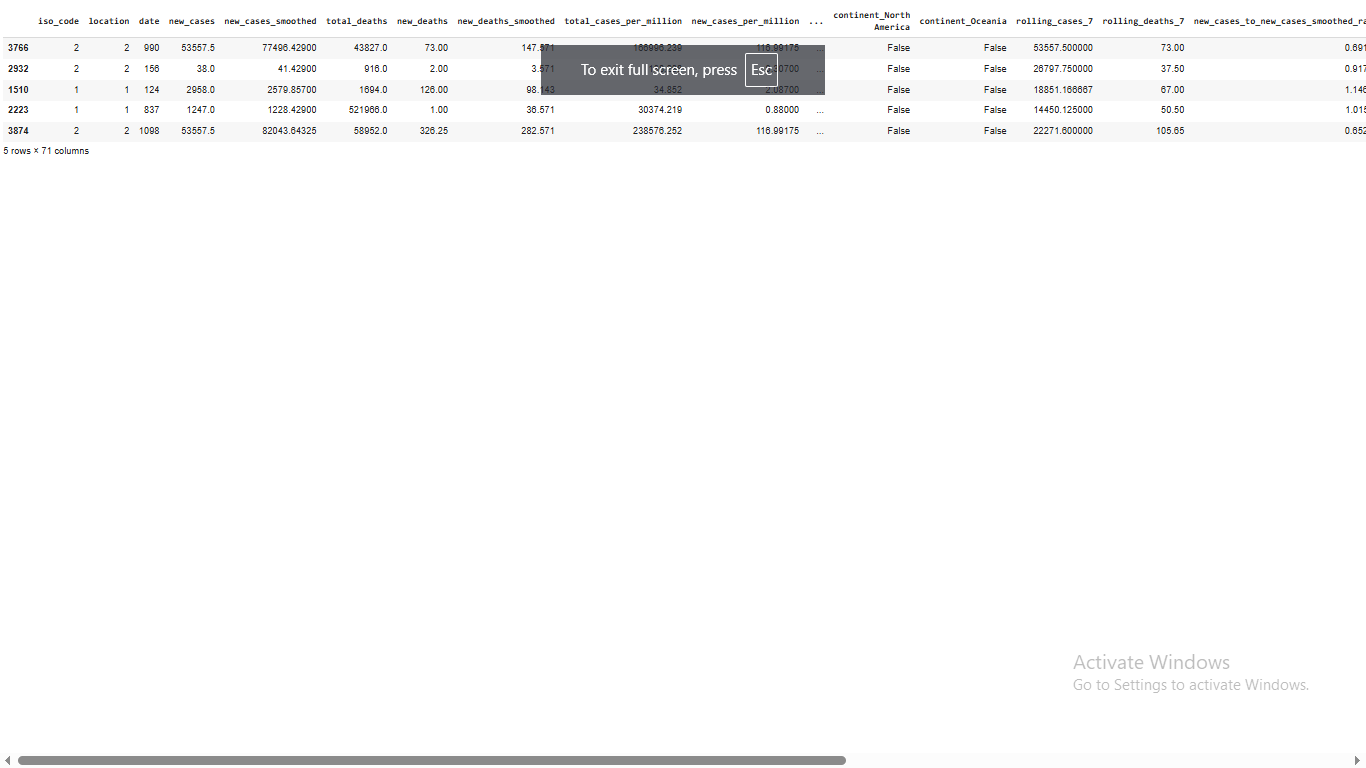 iso_code location date new_cases new_cases_smoothed total_deaths new_deaths new_deaths_smoothed total_cases_per_million new_cases_per_million ... continent_North America continent_Oceania rolling_cases_7 rolling_deaths_7 new_cases_to_new_cases_smoothed_ra
3766 2 2 990 53557.5 77496.42900 43827.0 73.00 147.571 166996.239 116.99175 ... False False 53557.500000 73.00 0.691
2932 2 2 156 38.0 41.42900 916.0 2.00 3.571 False False 26797.750000 37.50 0.917
1510 1 1 124 2958.0 2579.85700 1694.0 126.00 98.143 34.852 2.08700 ... False False 18851.166667 67.00 1.146
2223 1 1 837 1247.0 1228.42900 521966.0 1.00 36.571 30374.219 0.88000 ... False False 14450.125000 50.50 1.015
3874 2 2 1098 53557.5 82043.64325 58952.0 326.25 282.571 238576.252 116.99175 ... False False 22271.600000 105.65 0.652
5 rows × 71 columns
To exit full screen, press Esc
Activate Windows
Go to Settings to activate Windows.